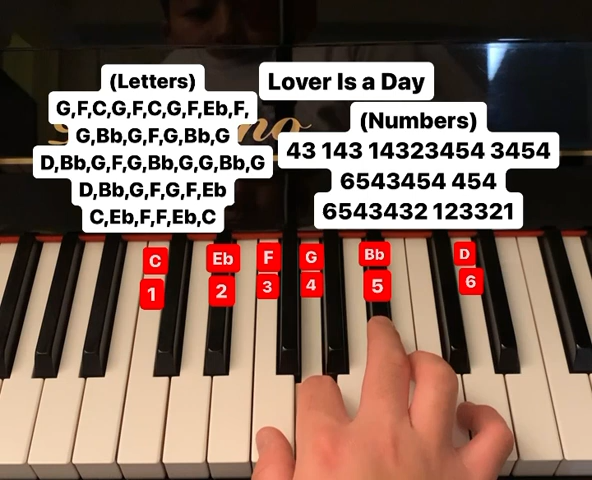 (Letters)
G,F,C,G,F,C,G,F,Eb,F,
G,Bb,G,F,G,Bb,G
D,Bb,G,F,G,Bb,G,G,Bb,G
D,Bb,G,F,G,F,Eb
C,Eb,F,F,Eb,C
Lover Is a Day
(Numbers)
43 143 14323454 3454
6543454 454
6543432 123321
C Eb F G Bb D
1 2 3 4 5 6